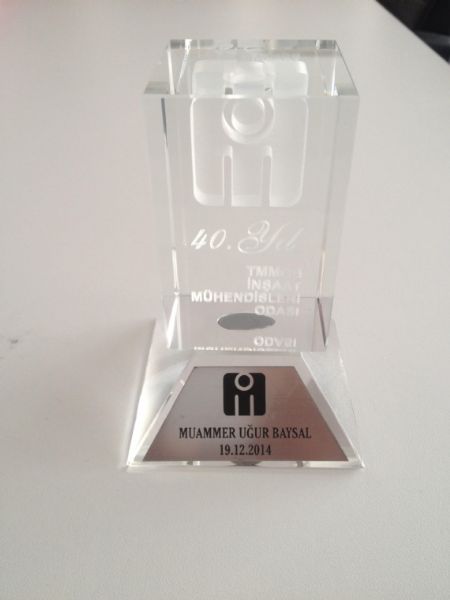 40. Yıl
TMMOB
İNŞAAT
MÜHENDİSLERİ
ODASI
MUAMMER UĞUR BAYSAL
19.12.2014